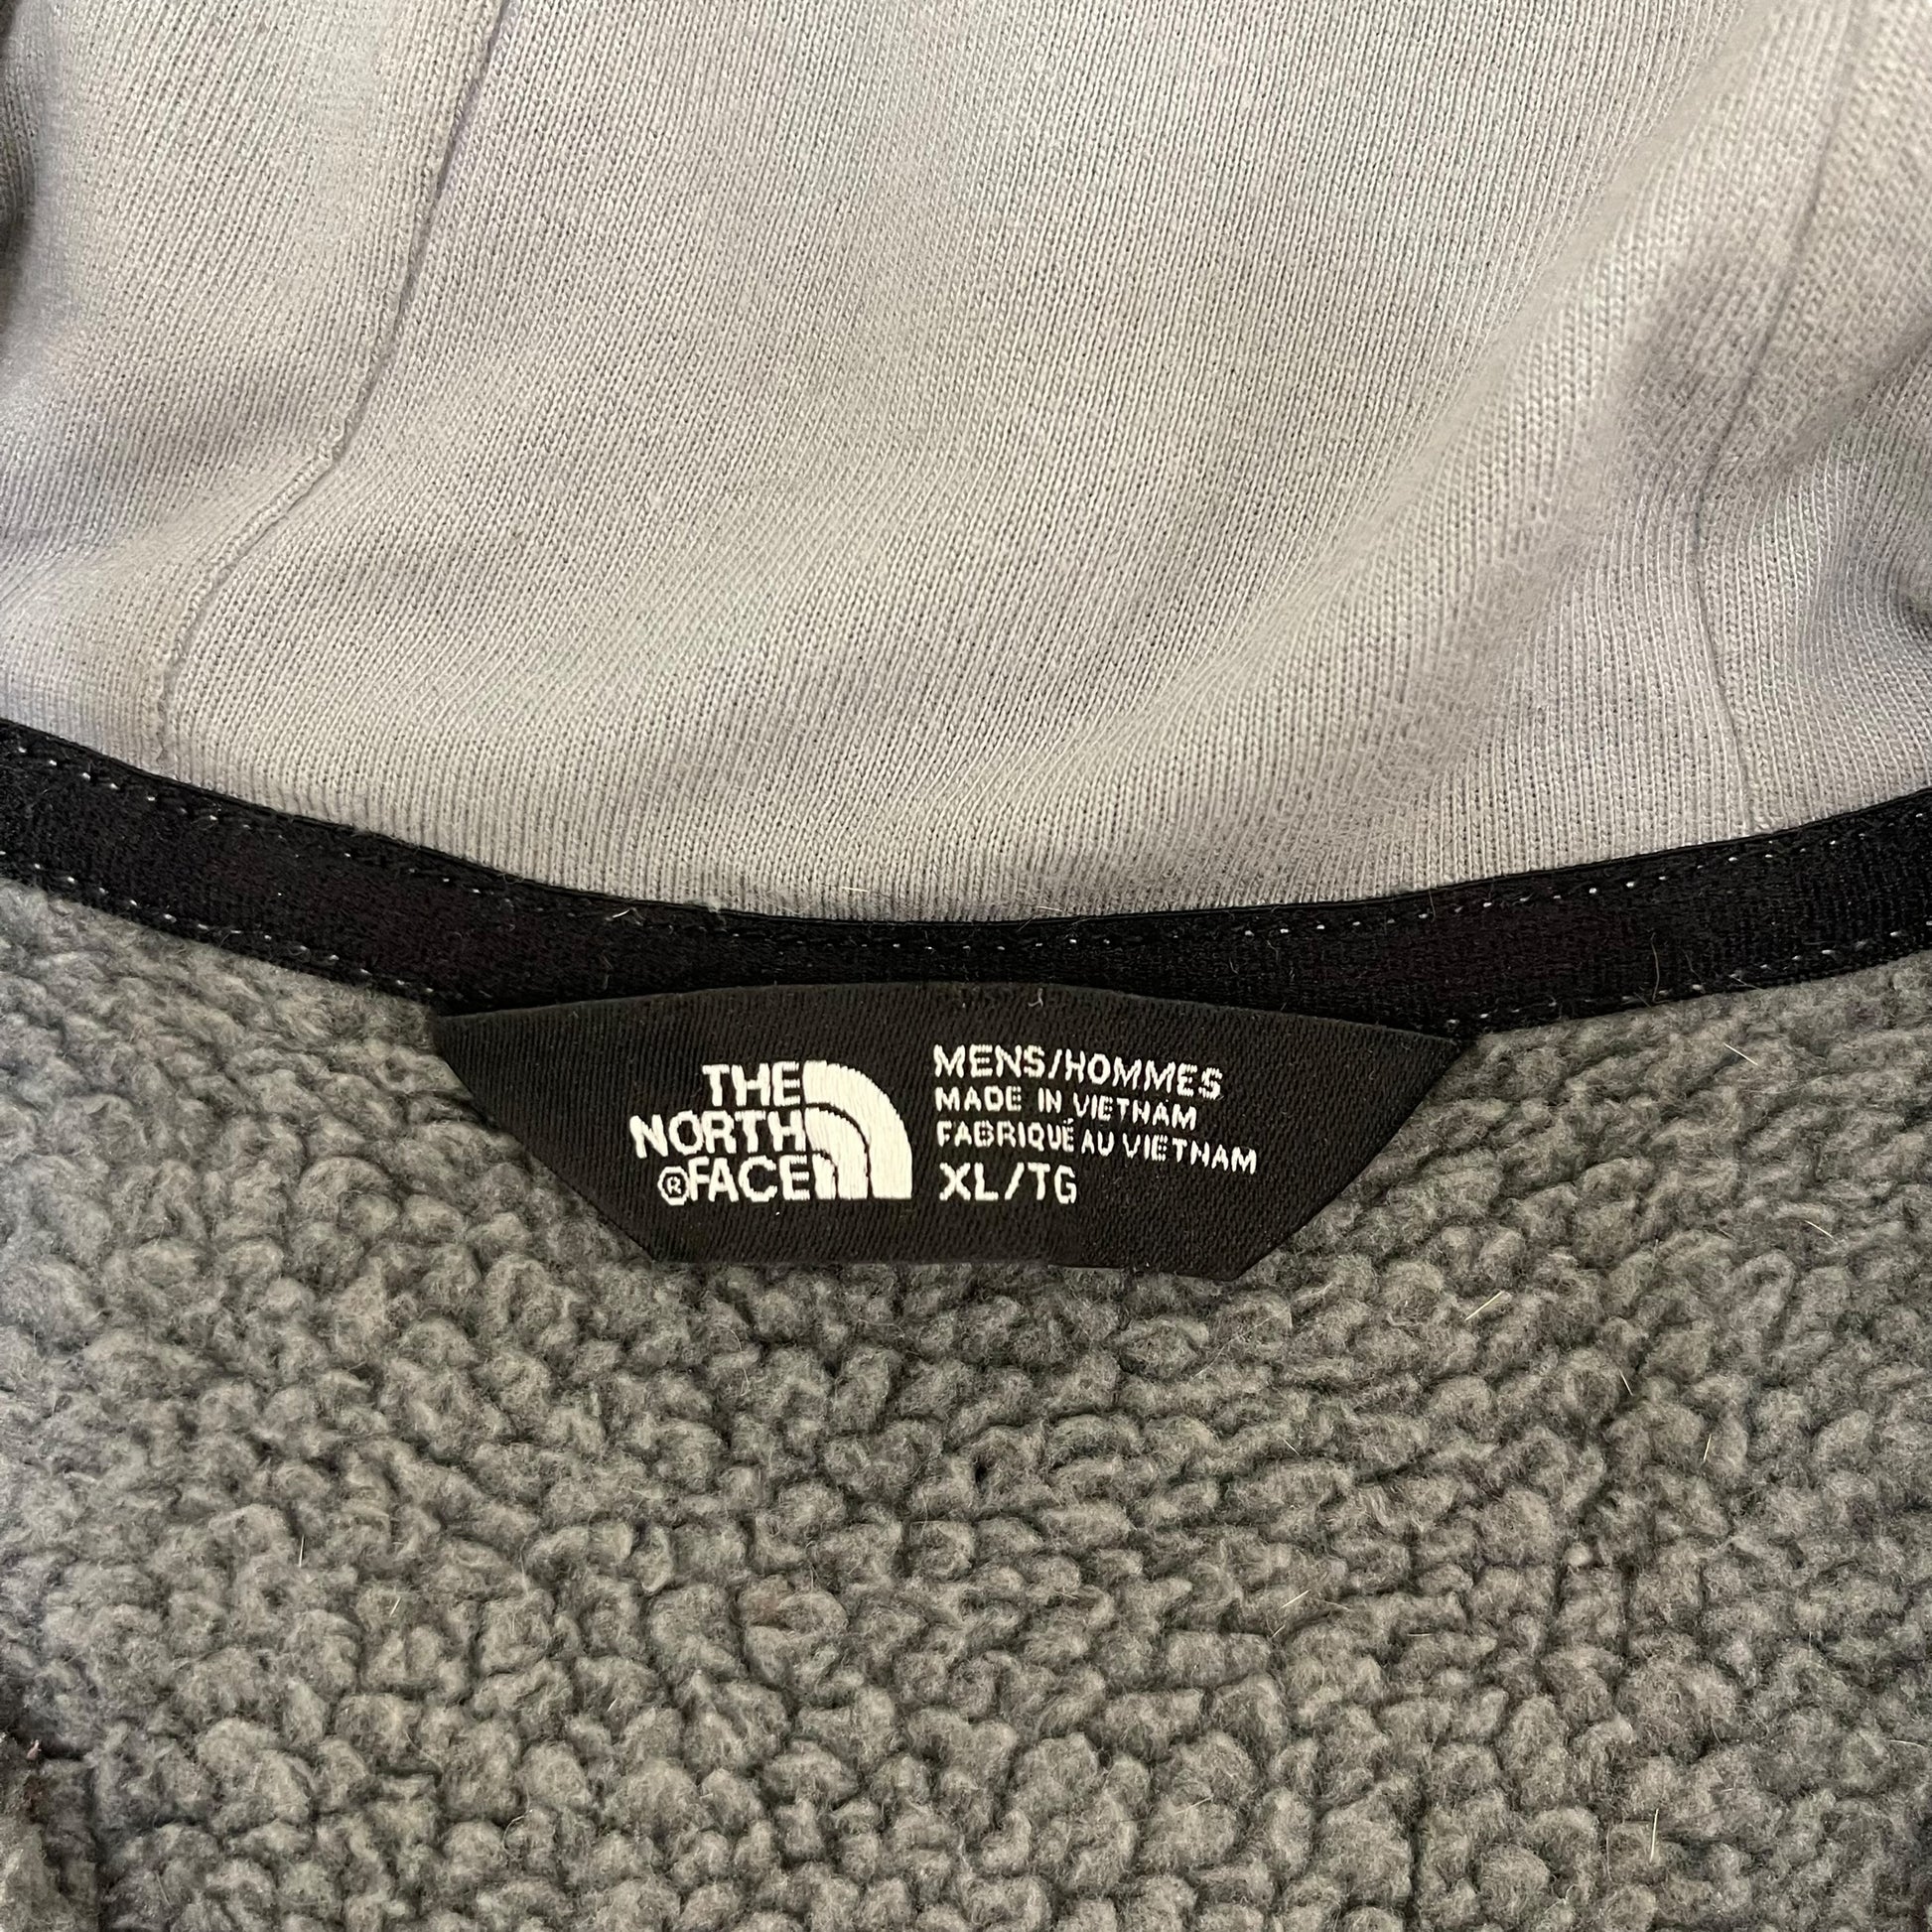 THE
NORTH
®FACE
MENS/HOMMES
MADE IN VIETNAM
FABRIQUÉ AU VIETNAM
XL/TG